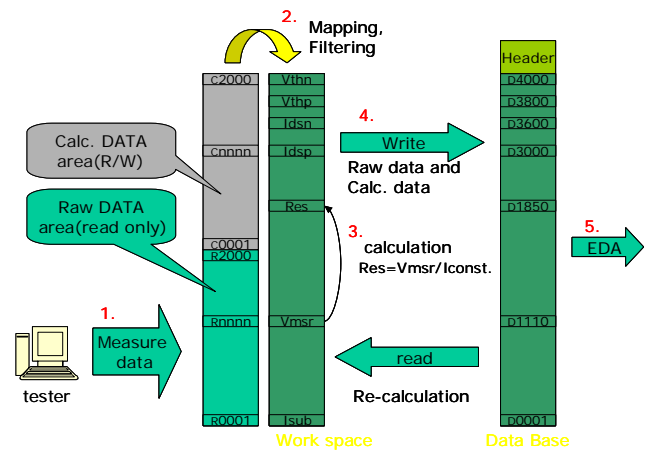 2.
Mapping,
Filtering
Header
C2000
Vthn
D4000
Vthp
D3800
4.
Idsn
D3600
Write
Calc. DATA
area(R/W)
Cnnnn
Idsp
D3000
Raw data and
Calc. data
Raw DATA
area(read only)
Res
D1850
3.
5.
C0001
R2000
calculation
Res=Vmsr/Iconst.
EDA
1.
Measure
data
Rnnnn
Vmsr
D1110
read
tester
Re-calculation
R0001
Isub
D0001
Work space
Data Base